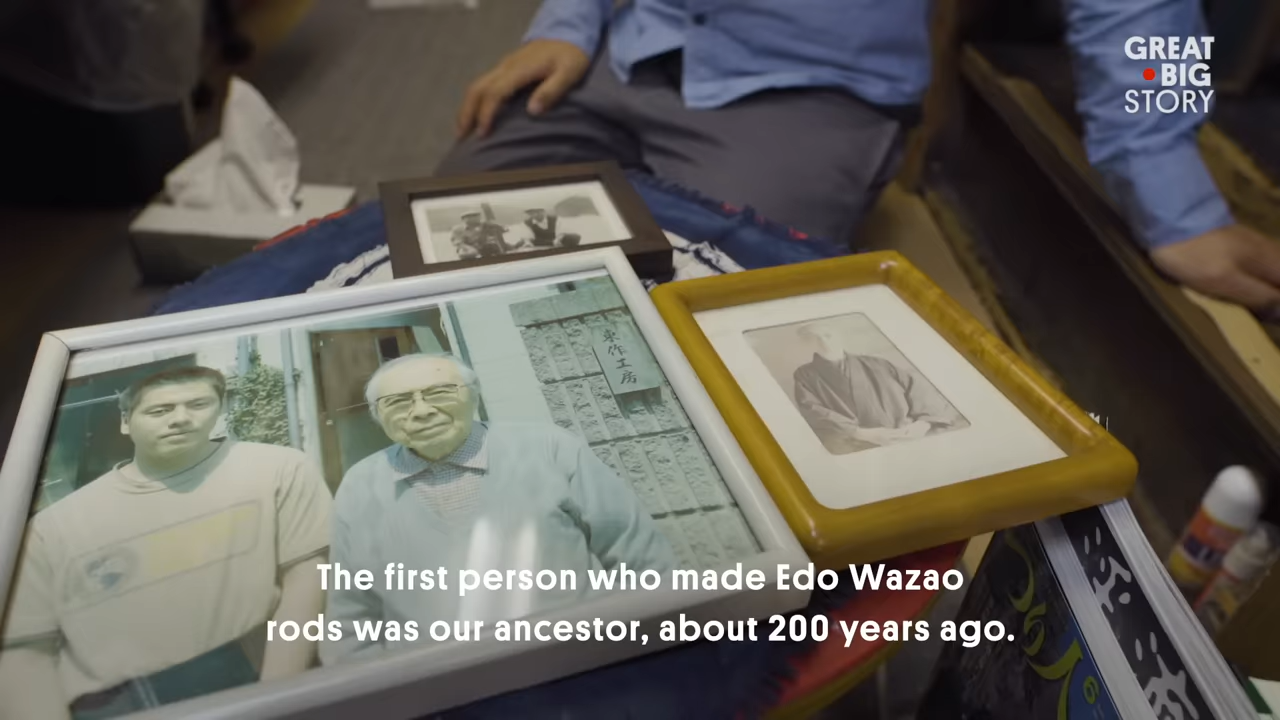 GREAT
BIG
STORY
東作工房
The first person who made Edo Wazao
rods was our ancestor, about 200 years ago.